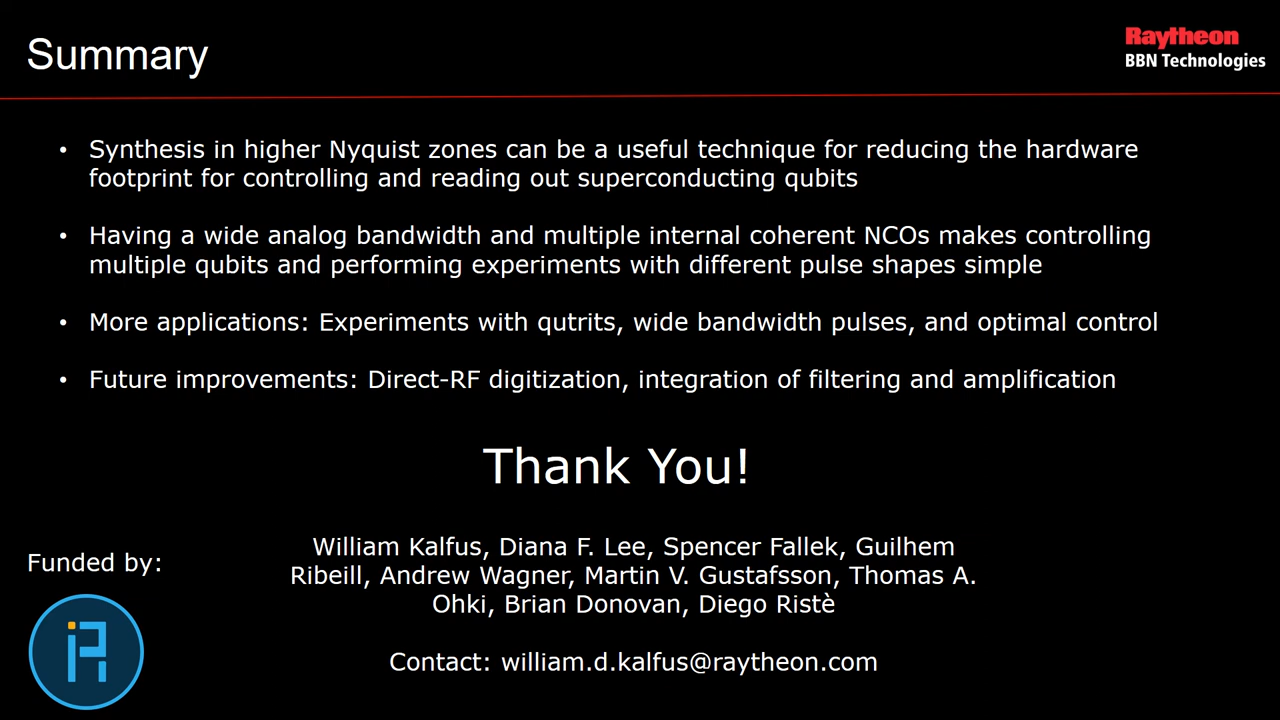 Summary
Raytheon
BBN Technologies
• Synthesis in higher Nyquist zones can be a useful technique for reducing the hardware
footprint for controlling and reading out superconducting qubits
• Having a wide analog bandwidth and multiple internal coherent NCOs makes controlling
multiple qubits and performing experiments with different pulse shapes simple
• More applications: Experiments with qutrits, wide bandwidth pulses, and optimal control
• Future improvements: Direct-RF digitization, integration of filtering and amplification
Thank You!
Funded by:
William Kalfus, Diana F. Lee, Spencer Fallek, Guilhem
Ribeill, Andrew Wagner, Martin V. Gustafsson, Thomas A.
Ohki, Brian Donovan, Diego Ristè
Contact: william.d.kalfus@raytheon.com